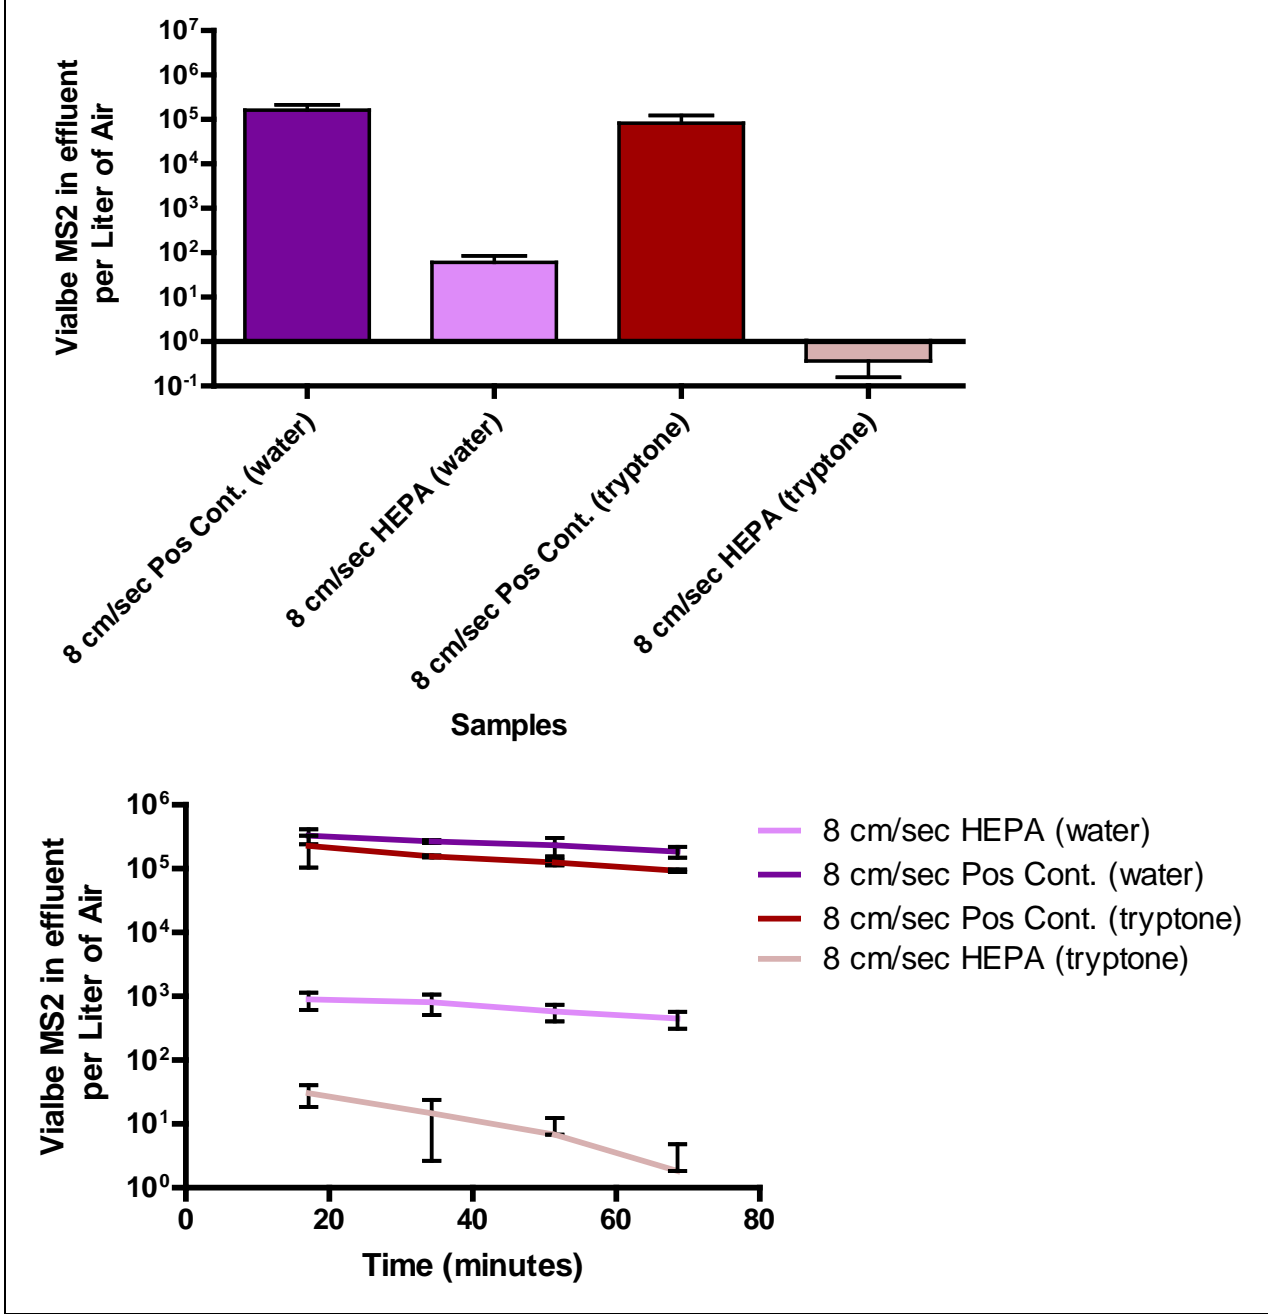 Vialbe MS2 in effluent
per Liter of Air
10⁷
10⁶
10⁵
10⁴
10³
10²
10¹
10⁰
10⁻¹
8 cm/sec Pos Cont. (water)
8 cm/sec HEPA (water)
8 cm/sec Pos Cont. (tryptone)
8 cm/sec HEPA (tryptone)
Samples
Vialbe MS2 in effluent
per Liter of Air
10⁶
10⁵
10⁴
10³
10²
10¹
10⁰
0 20 40 60 80
Time (minutes)
8 cm/sec HEPA (water)
8 cm/sec Pos Cont. (water)
8 cm/sec Pos Cont. (tryptone)
8 cm/sec HEPA (tryptone)